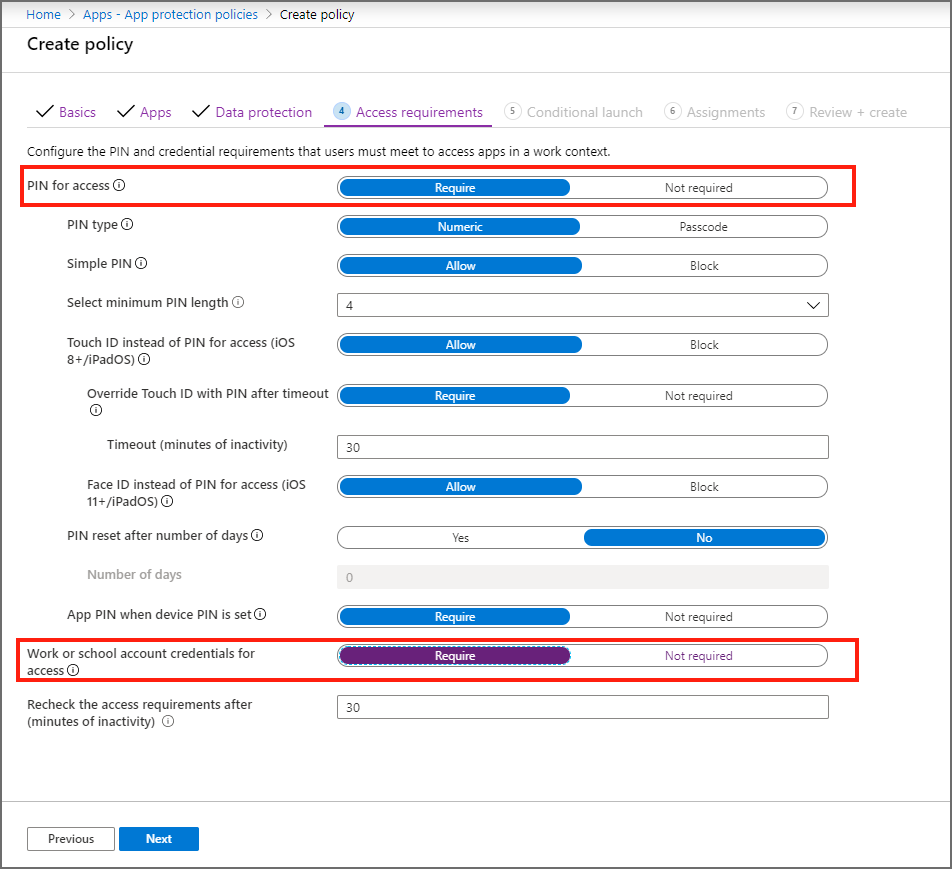 Home > Apps - App protection policies > Create policy
Create policy
Basics Apps Data protection 4 Access requirements 5 Conditional launch 6 Assignments 7 Review + create
Configure the PIN and credential requirements that users must meet to access apps in a work context.
PIN for access Require Not required
PIN type Numeric Passcode
Simple PIN Allow Block
Select minimum PIN length 4
Touch ID instead of PIN for access (iOS
8+/iPadOS) Allow Block
Override Touch ID with PIN after timeout Require Not required
Timeout (minutes of inactivity) 30
Face ID instead of PIN for access (iOS
11+/iPadOS) Allow Block
PIN reset after number of days Yes No
Number of days 0
App PIN when device PIN is set Require Not required
Work or school account credentials for
access Require Not required
Recheck the access requirements after
(minutes of inactivity) 30
Previous Next